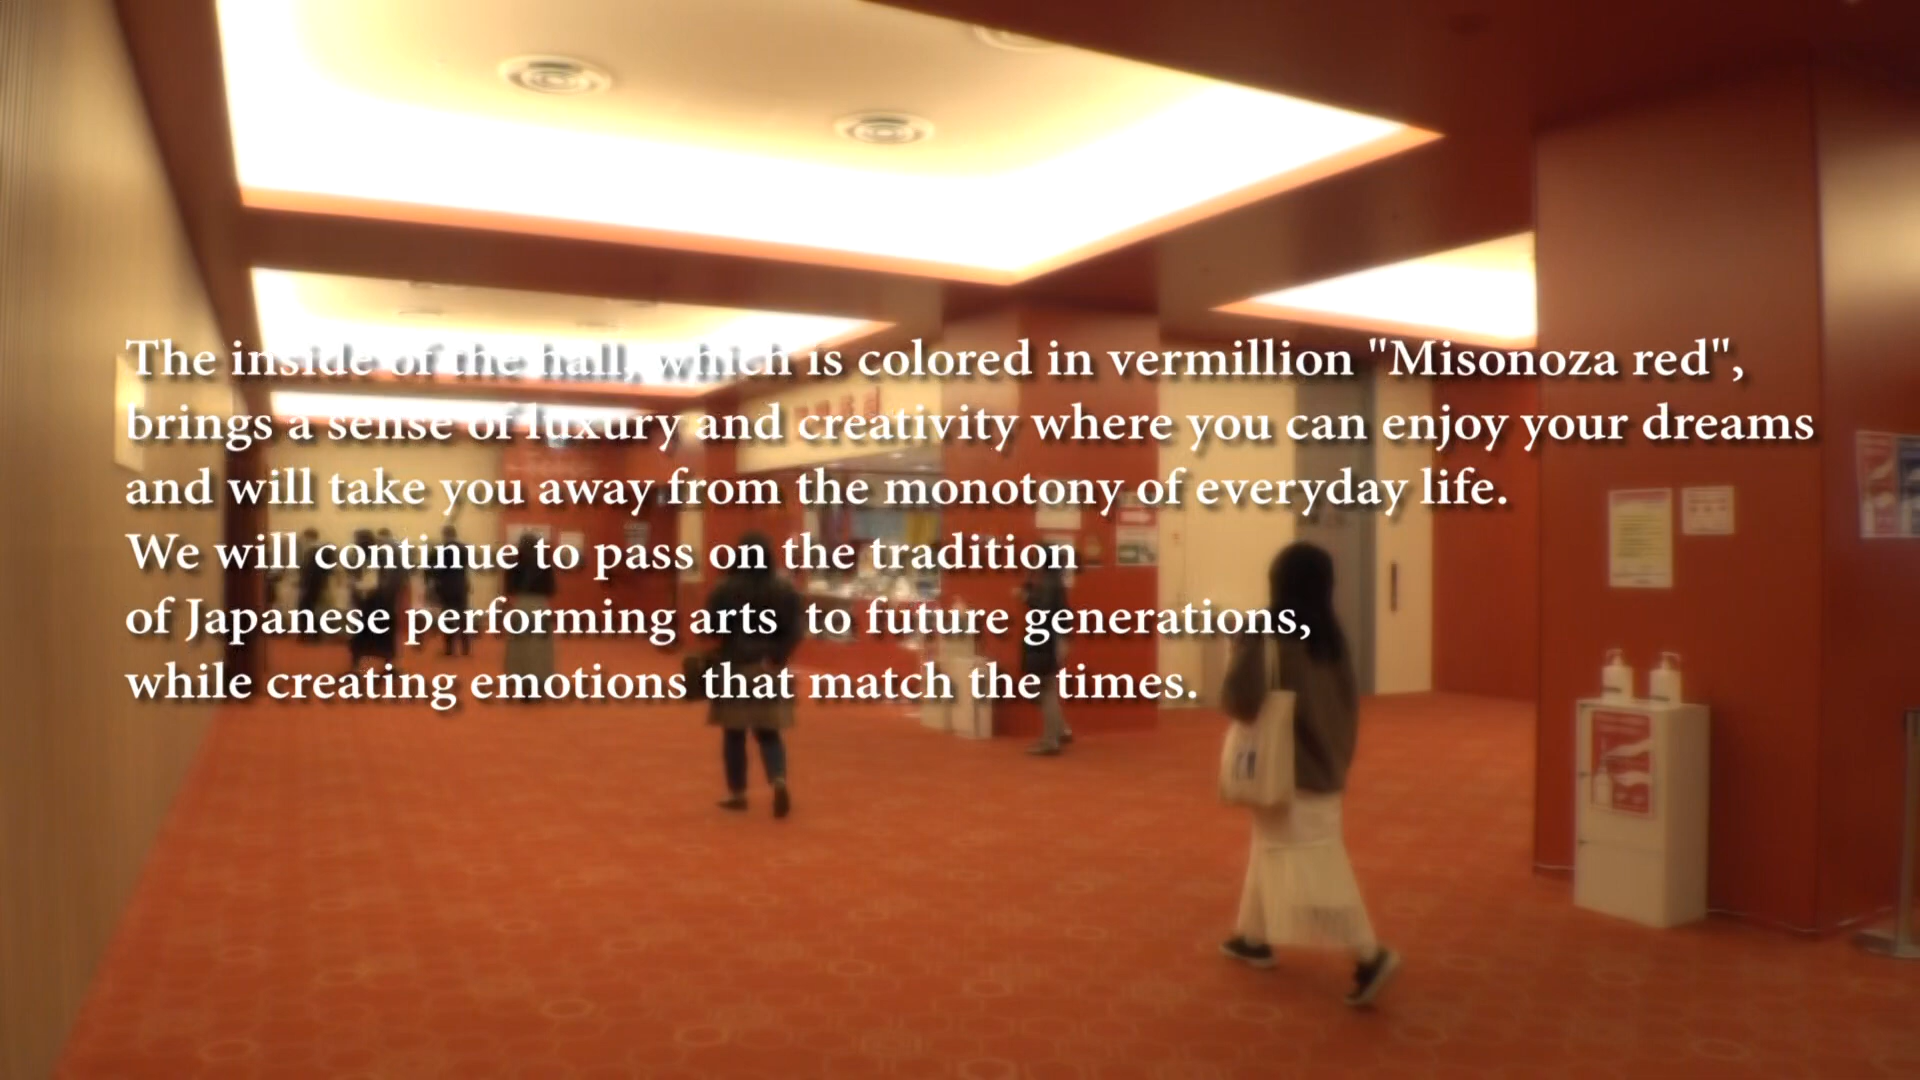 The inside of the hall, which is colored in vermillion "Misonoza red",
brings a sense of luxury and creativity where you can enjoy your dreams
and will take you away from the monotony of everyday life.
We will continue to pass on the tradition
of Japanese performing arts  to future generations,
while creating emotions that match the times.